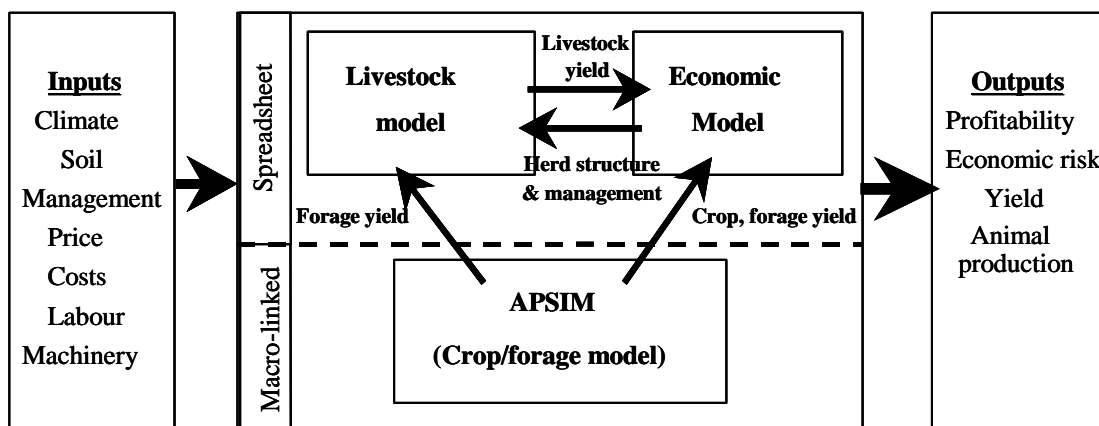 Inputs
Climate
Soil
Management
Price
Costs
Labour
Machinery
Spreadsheet
Macro-linked
Livestock
model
Livestock
yield
Economic
Model
Herd structure
& management
Forage yield
Crop, forage yield
APSIM
(Crop/forage model)
Outputs
Profitability
Economic risk
Yield
Animal
production